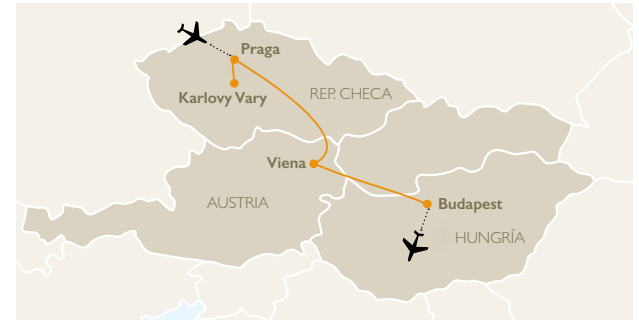 Praga
Karlovy Vary
REP. CHECA
Viena
AUSTRIA
Budapest
HUNGRÍA